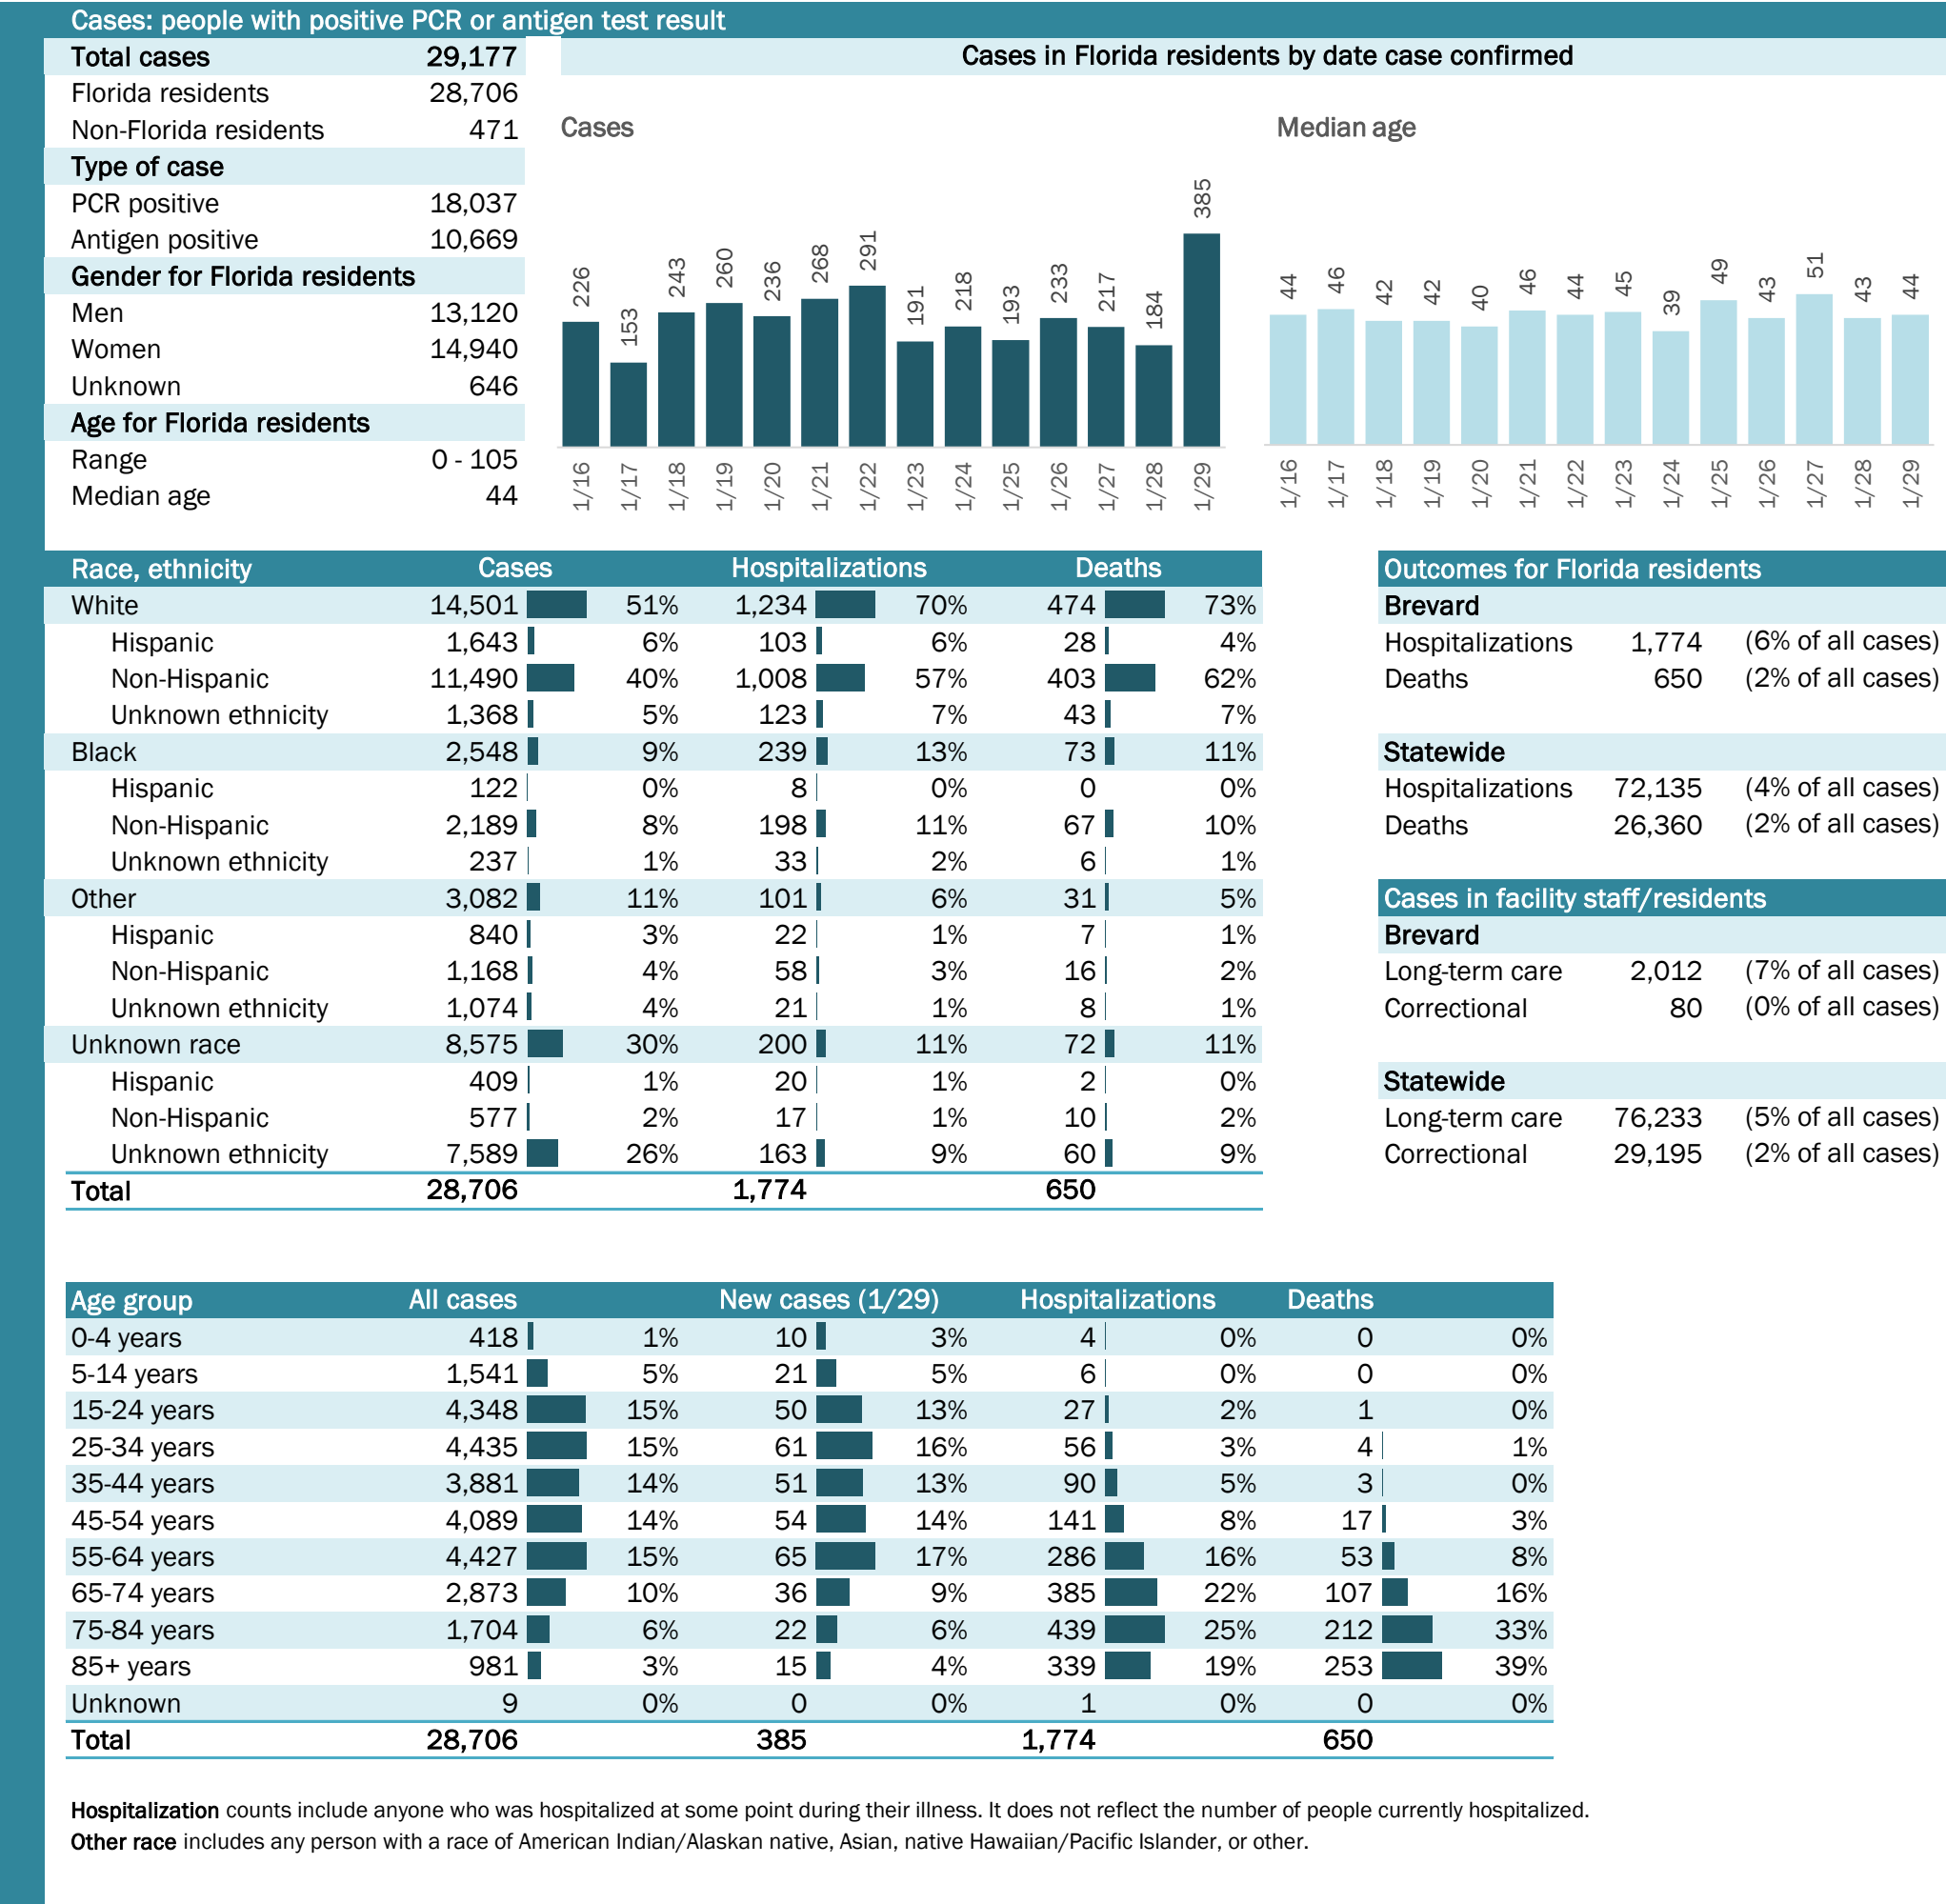 Cases: people with positive PCR or antigen test result
Total cases 29,177
Florida residents 28,706
Non-Florida residents 471
Type of case
PCR positive 18,037
Antigen positive 10,669
Gender for Florida residents
Men 13,120
Women 14,940
Unknown 646
Age for Florida residents
Range 0 - 105
Median age 44
Cases in Florida residents by date case confirmed
Cases
226 153 243 260 236 268 291 191 218 193 233 217 184 385
1/16 1/17 1/18 1/19 1/20 1/21 1/22 1/23 1/24 1/25 1/26 1/27 1/28 1/29
Median age
44 46 42 42 40 46 44 45 39 49 43 51 43 44
1/16 1/17 1/18 1/19 1/20 1/21 1/22 1/23 1/24 1/25 1/26 1/27 1/28 1/29
Race, ethnicity Cases Hospitalizations Deaths
White 14,501 51% 1,234 70% 474 73%
Hispanic 1,643 6% 103 6% 28 4%
Non-Hispanic 11,490 40% 1,008 57% 403 62%
Unknown ethnicity 1,368 5% 123 7% 43 7%
Black 2,548 9% 239 13% 73 11%
Hispanic 122 0% 8 0% 0 0%
Non-Hispanic 2,189 8% 198 11% 67 10%
Unknown ethnicity 237 1% 33 2% 6 1%
Other 3,082 11% 101 6% 31 5%
Hispanic 840 3% 22 1% 7 1%
Non-Hispanic 1,168 4% 58 3% 16 2%
Unknown ethnicity 1,074 4% 21 1% 8 1%
Unknown race 8,575 30% 200 11% 72 11%
Hispanic 409 1% 20 1% 2 0%
Non-Hispanic 577 2% 17 1% 10 2%
Unknown ethnicity 7,589 26% 163 9% 60 9%
Total 28,706 1,774 650
Outcomes for Florida residents
Brevard
Hospitalizations 1,774 (6% of all cases)
Deaths 650 (2% of all cases)
Statewide
Hospitalizations 72,135 (4% of all cases)
Deaths 26,360 (2% of all cases)
Cases in facility staff/residents
Brevard
Long-term care 2,012 (7% of all cases)
Correctional 80 (0% of all cases)
Statewide
Long-term care 76,233 (5% of all cases)
Correctional 29,195 (2% of all cases)
Age group All cases New cases (1/29) Hospitalizations Deaths
0-4 years 418 1% 10 3% 4 0% 0 0%
5-14 years 1,541 5% 21 5% 6 0% 0 0%
15-24 years 4,348 15% 50 13% 27 2% 1 0%
25-34 years 4,435 15% 61 16% 56 3% 4 1%
35-44 years 3,881 14% 51 13% 90 5% 3 0%
45-54 years 4,089 14% 54 14% 141 8% 17 3%
55-64 years 4,427 15% 65 17% 286 16% 53 8%
65-74 years 2,873 10% 36 9% 385 22% 107 16%
75-84 years 1,704 6% 22 6% 439 25% 212 33%
85+ years 981 3% 15 4% 339 19% 253 39%
Unknown 9 0% 0 0% 1 0% 0 0%
Total 28,706 385 1,774 650
Hospitalization counts include anyone who was hospitalized at some point during their illness. It does not reflect the number of people currently hospitalized.
Other race includes any person with a race of American Indian/Alaskan native, Asian, native Hawaiian/Pacific Islander, or other.